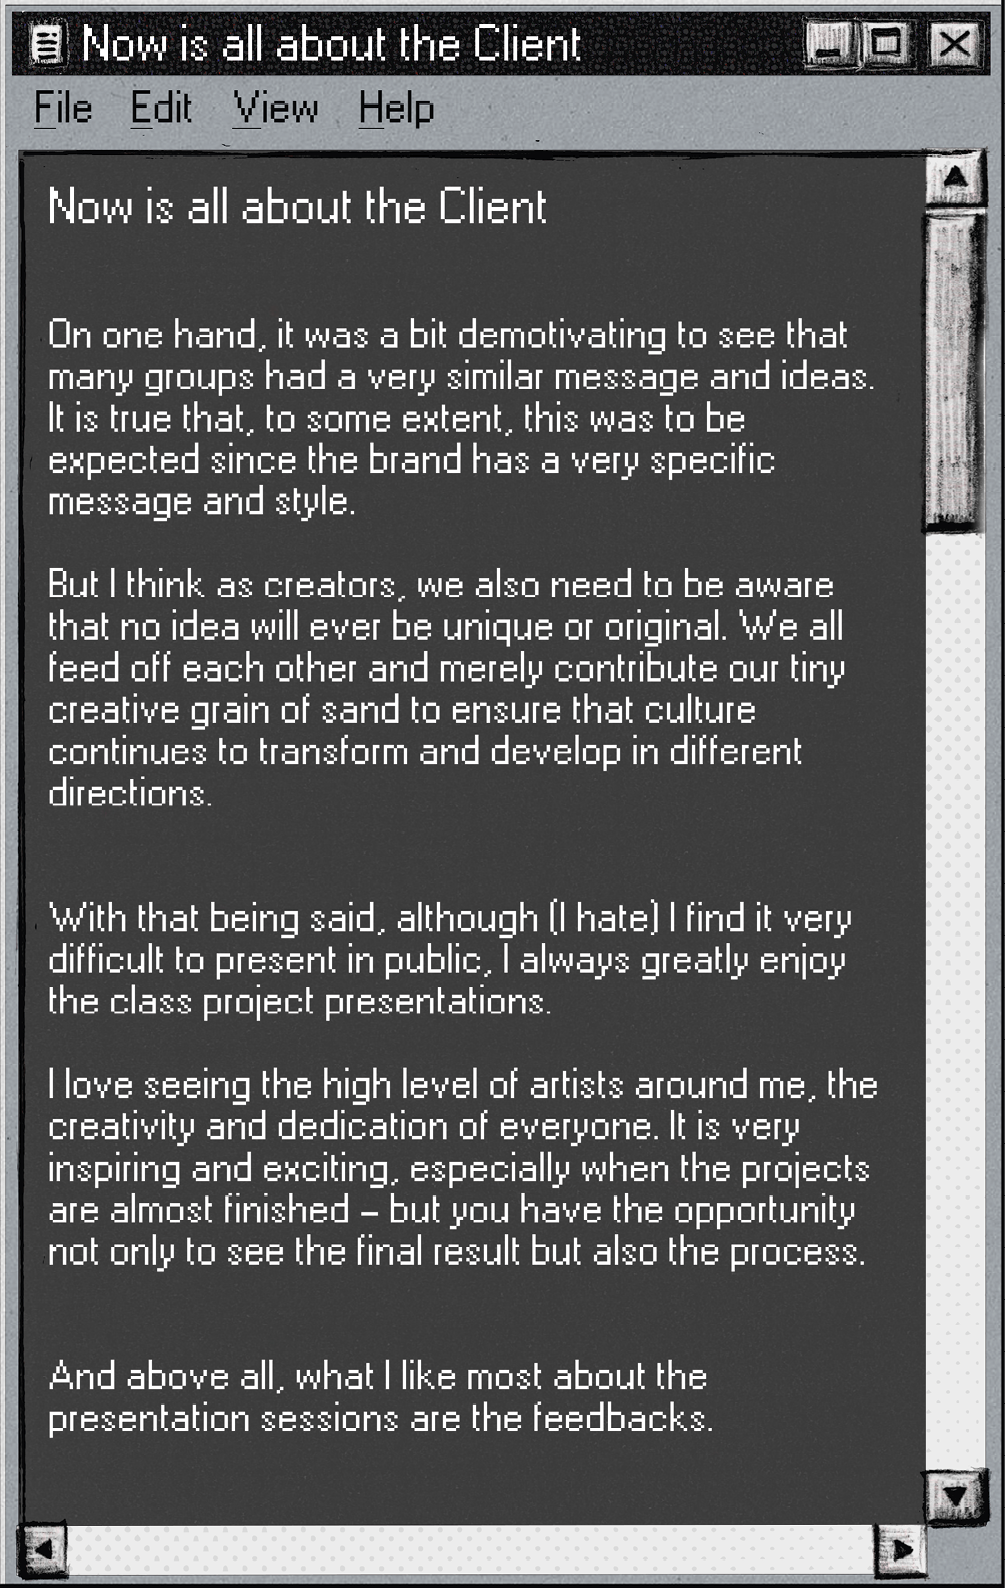 Now is all about the Client
File Edit View Help
Now is all about the Client
On one hand, it was a bit demotivating to see that
many groups had a very similar message and ideas.
It is true that, to some extent, this was to be
expected since the brand has a very specific
message and style.
But I think as creators, we also need to be aware
that no idea will ever be unique or original. We all
feed off each other and merely contribute our tiny
creative grain of sand to ensure that culture
continues to transform and develop in different
directions.
With that being said, although (I hate) I find it very
difficult to present in public, I always greatly enjoy
the class project presentations.
I love seeing the high level of artists around me, the
creativity and dedication of everyone. It is very
inspiring and exciting, especially when the projects
are almost finished – but you have the opportunity
not only to see the final result but also the process.
And above all, what I like most about the
presentation sessions are the feedbacks.